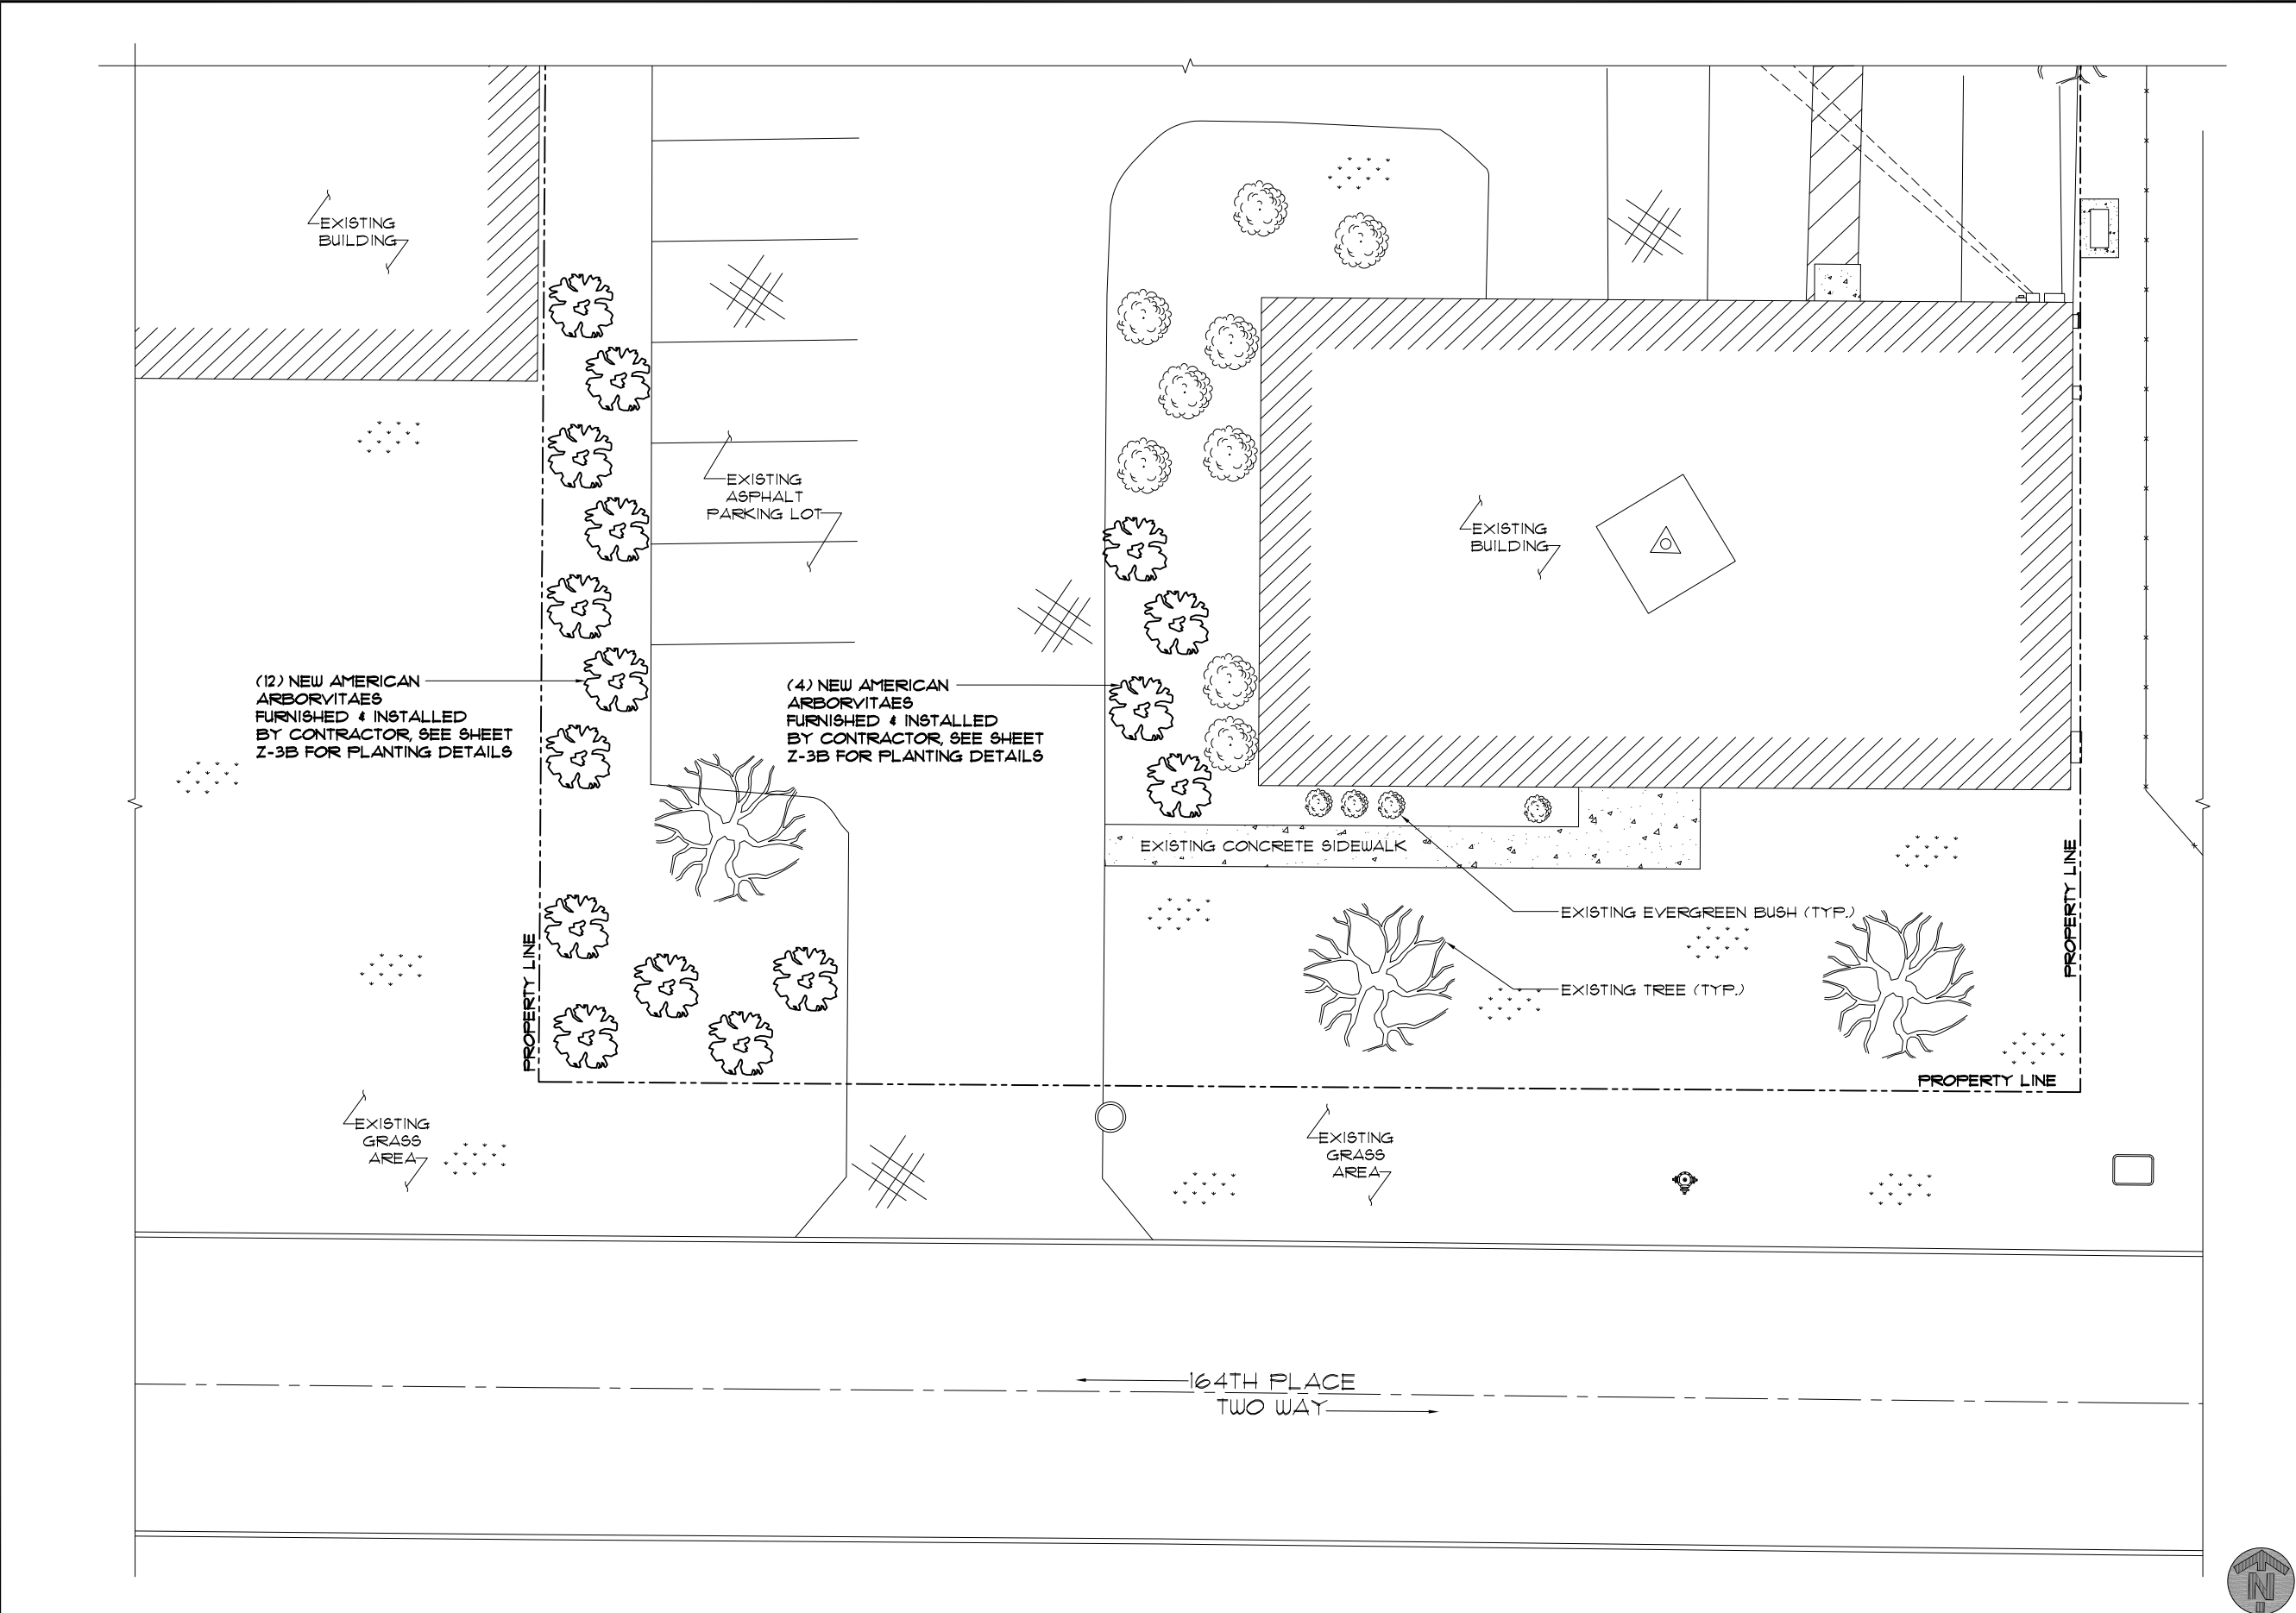 EXISTING
BUILDING
EXISTING
ASPHALT
PARKING LOT
EXISTING
BUILDING
(12) NEW AMERICAN
ARBORVITAES
FURNISHED & INSTALLED
BY CONTRACTOR, SEE SHEET
Z-3B FOR PLANTING DETAILS
(4) NEW AMERICAN
ARBORVITAES
FURNISHED & INSTALLED
BY CONTRACTOR, SEE SHEET
Z-3B FOR PLANTING DETAILS
EXISTING CONCRETE SIDEWALK
EXISTING EVERGREEN BUSH (TYP.)
EXISTING TREE (TYP.)
PROPERTY LINE
PROPERTY LINE
PROPERTY LINE
EXISTING
GRASS
AREA
EXISTING
GRASS
AREA
164TH PLACE
TWO WAY
N